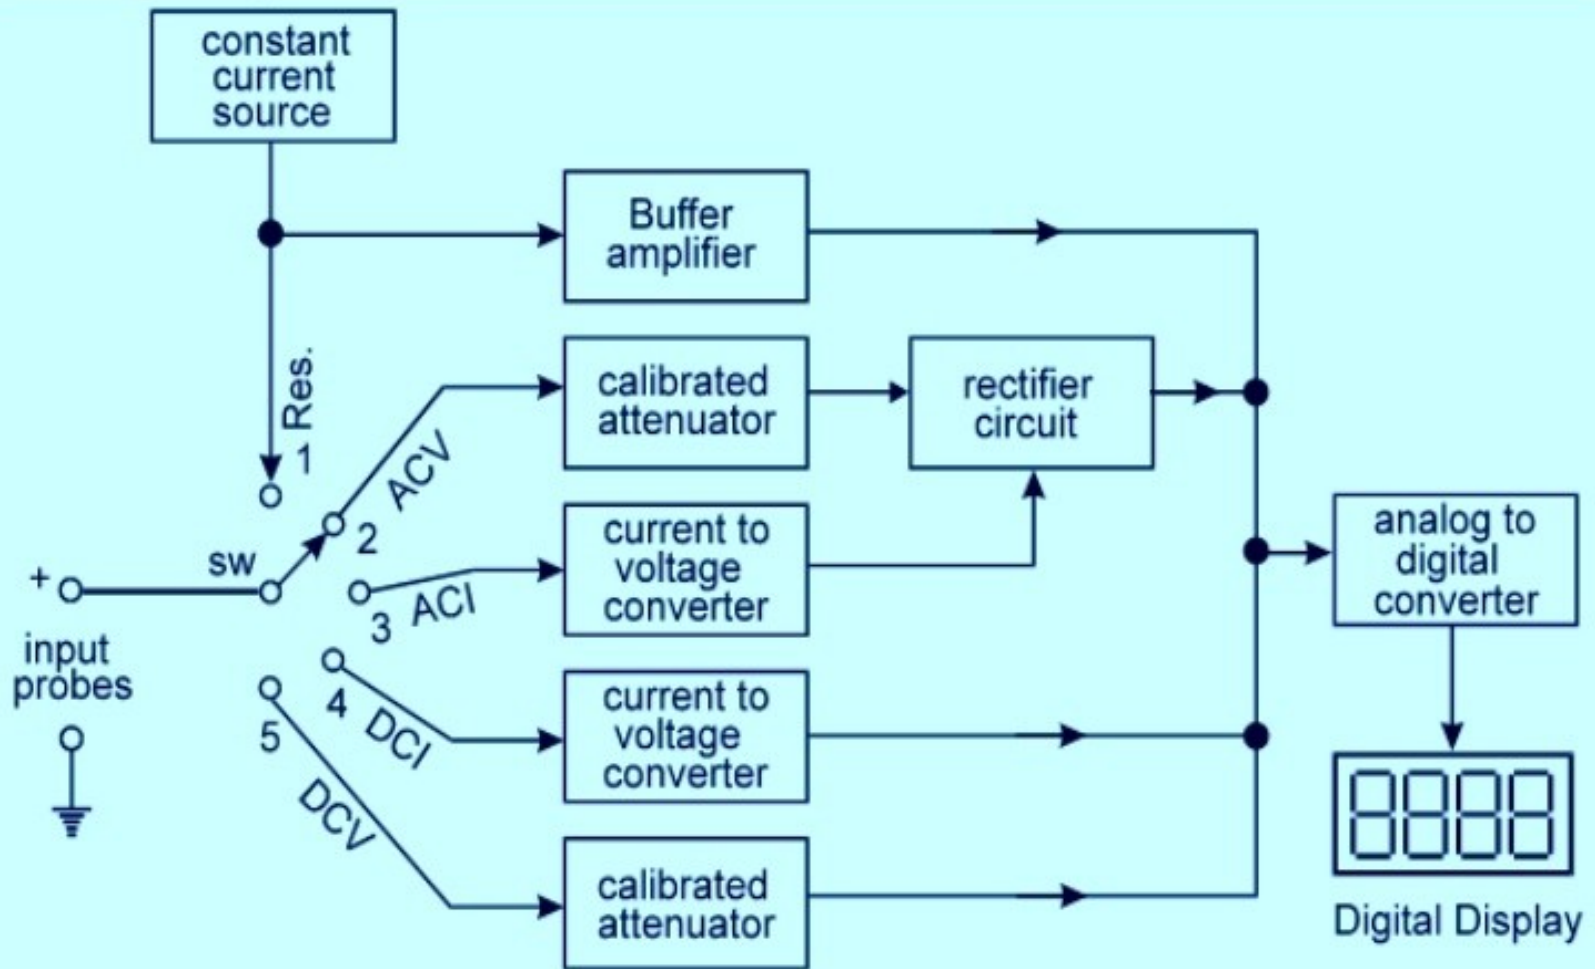 constant
current
source
Buffer
amplifier
Res.
1
calibrated
attenuator
rectifier
circuit
ACV
2
sw
+
input
probes
3
ACI
current to
voltage
converter
analog to
digital
converter
4
DCI
current to
voltage
converter
5
DCV
calibrated
attenuator
8888
Digital Display